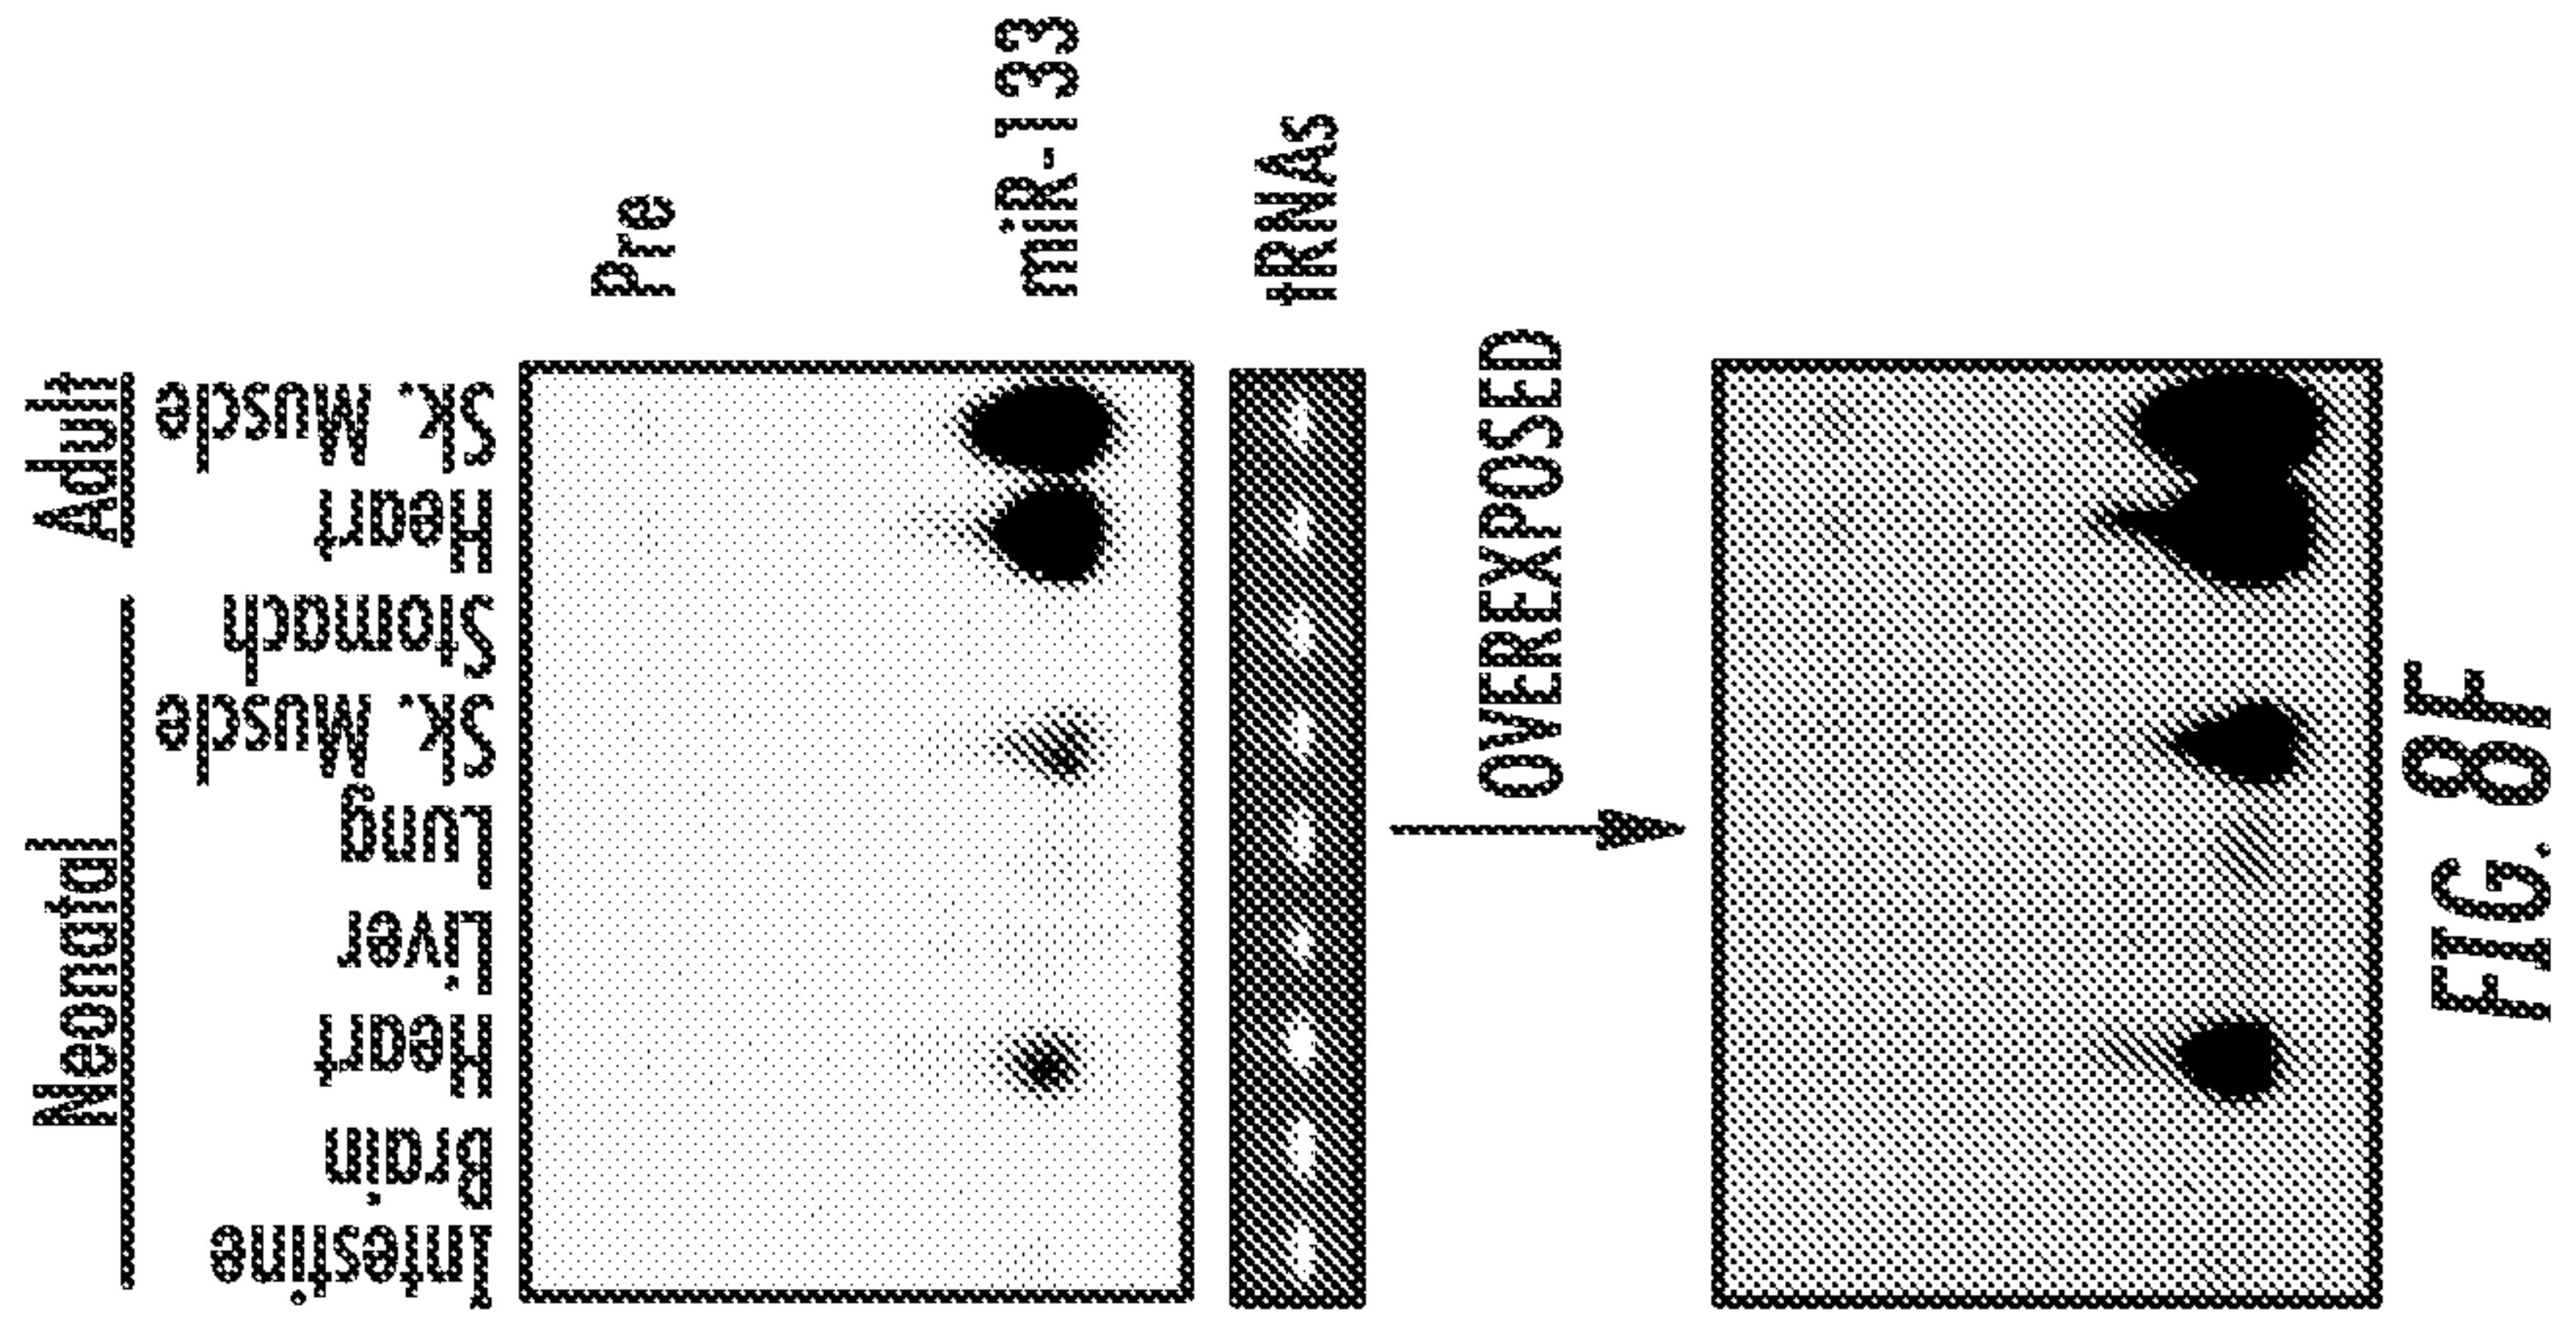 Neonatal
Adult
Intestine
Brain
Heart
Liver
Lung
SK. Muscle
Stomach
Heart
SK. Muscle
Pre
miR-133
tRNAs
OVEREXPOSED
FIG. 8F